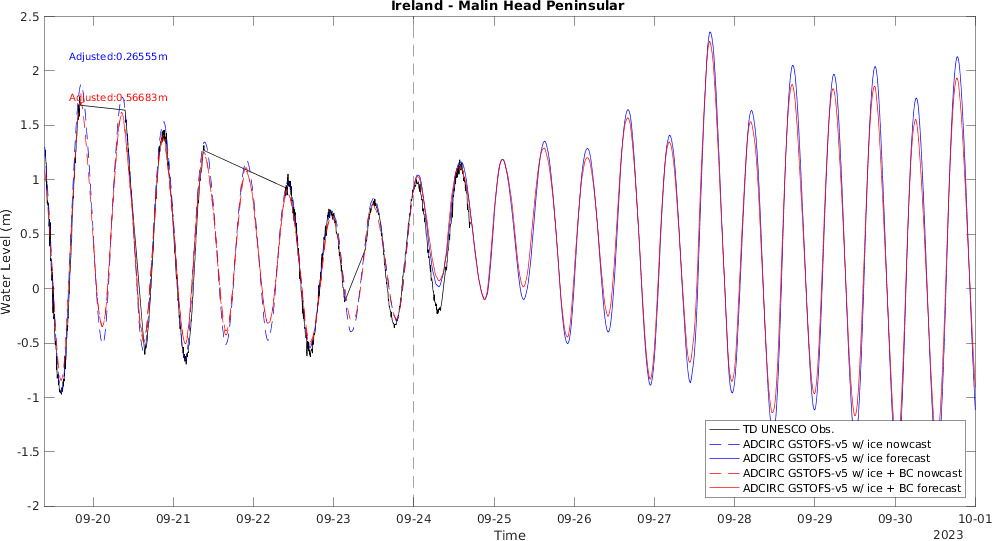 Ireland - Malin Head Peninsular
2.5
2
1.5
1
0.5
0
-0.5
-1
-1.5
-2
Water Level (m)
Adjusted:0.26555m
Adjusted:0.56683m
TD UNESCO Obs.
ADCIRC GSTOFS-v5 w/ ice nowcast
ADCIRC GSTOFS-v5 w/ ice forecast
ADCIRC GSTOFS-v5 w/ ice + BC nowcast
ADCIRC GSTOFS-v5 w/ ice + BC forecast
09-20 09-21 09-22 09-23 09-24 09-25 09-26 09-27 09-28 09-29 09-30 10-01
Time
2023